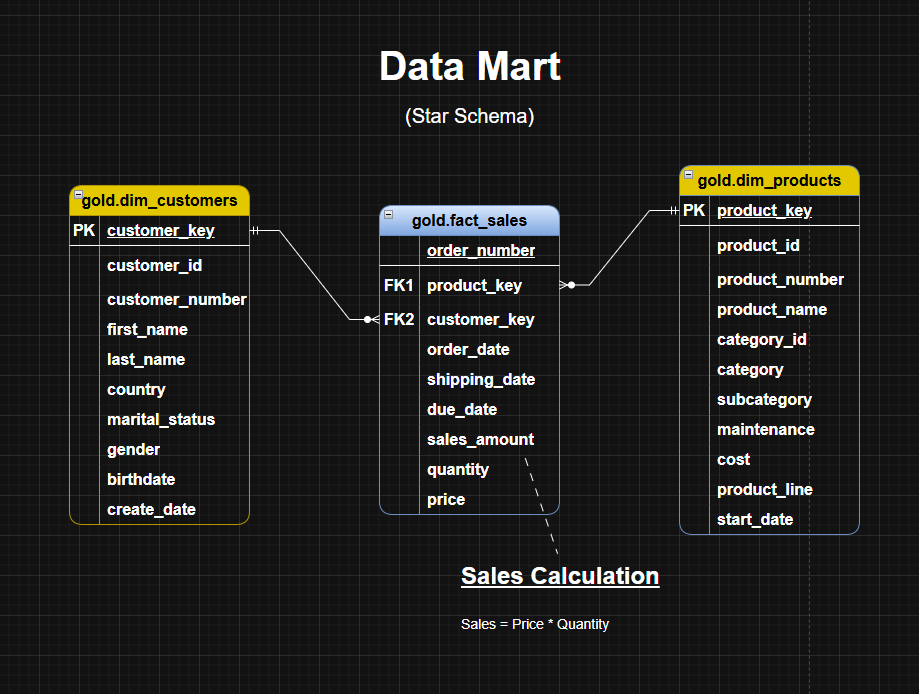 Data Mart
(Star Schema)
gold.dim_customers
PK customer_key
customer_id
customer_number
first_name
last_name
country
marital_status
gender
birthdate
create_date
gold.fact_sales
order_number
FK1 product_key
FK2 customer_key
order_date
shipping_date
due_date
sales_amount
quantity
price
gold.dim_products
PK product_key
product_id
product_number
product_name
category_id
category
subcategory
maintenance
cost
product_line
start_date
Sales Calculation
Sales = Price * Quantity